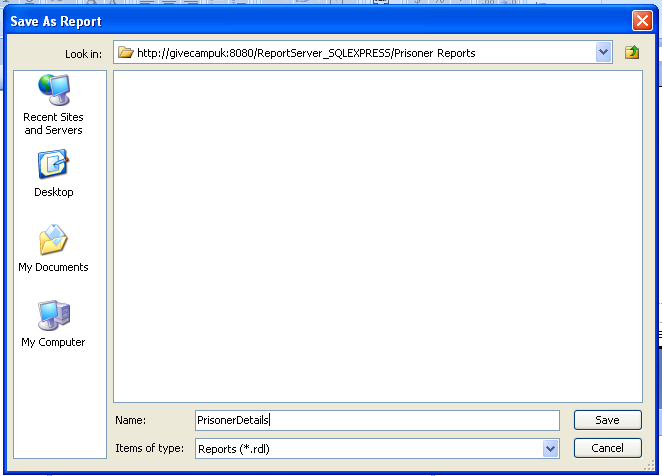 Save As Report
Look in:
http://givecampuk:8080/ReportServer_SQLEXPRESS/Prisoner Reports
Recent Sites
and Servers
Desktop
My Documents
My Computer
Name:
PrisonerDetails
Save
Items of type:
Reports (*.rdl)
Cancel